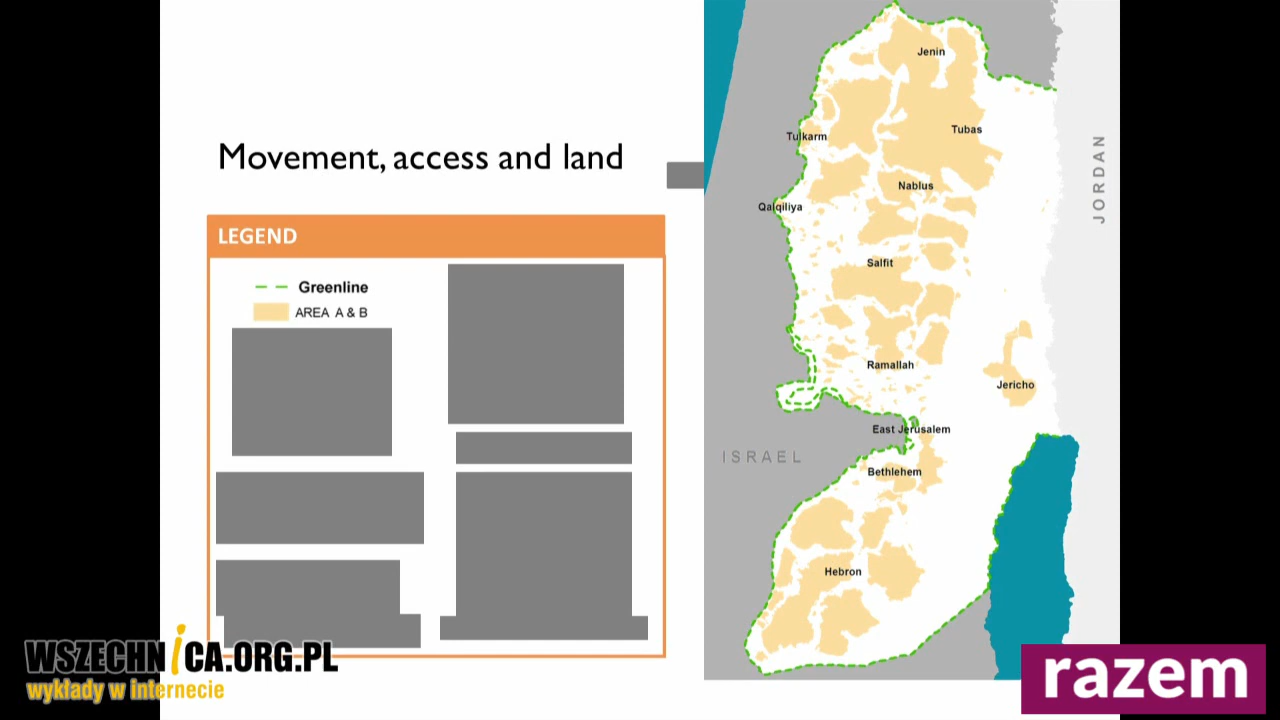 Movement, access and land
LEGEND
Greenline
AREA A & B
Jenin
Tubas
Tulkarm
Nablus
Qalqiliya
Salfit
Ramallah
Jericho
East Jerusalem
Bethlehem
Hebron
ISRAEL
JORDAN
WSZECHNICA.ORG.PL
wykłady w internecie
razem